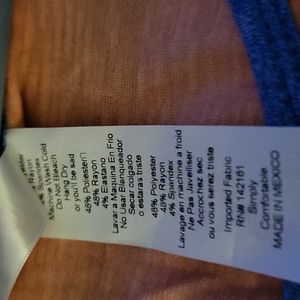 Rayon
4% Spandex
Machine Wash Cold
Do Not Bleach
Hang Dry
or you'll be sad
48% Polyester\
48% Rayon
4% Elastano
Lavar a Maquina En Frio
No Usar Blanqueador
Secar colgado
o estaras triste
48% Polyester
48% Rayon
4% Spandex
Lavage en machine a froid
Ne Pas Javelliser
Accrochez sec
ou vous serez triste
Imported Fabric
Rn# 142161
Simply
Comfortable
MADE IN MEXICO